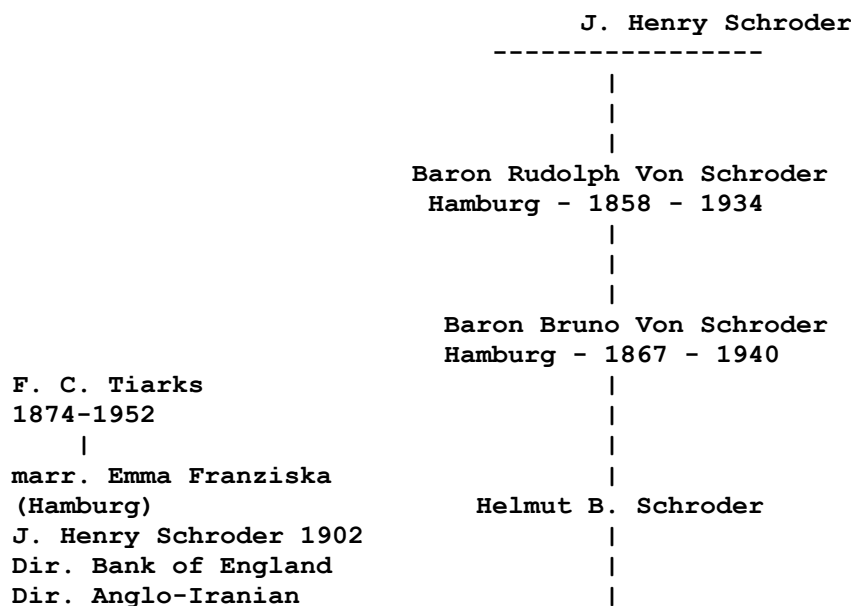 J. Henry Schroder
-----------------
|
|
|
Baron Rudolph Von Schroder
Hamburg - 1858 - 1934
|
|
|
Baron Bruno Von Schroder
Hamburg - 1867 - 1940
F. C. Tiarks |
1874-1952 |
| |
marr. Emma Franziska |
(Hamburg) Helmut B. Schroder
J. Henry Schroder 1902 |
Dir. Bank of England |
Dir. Anglo-Iranian |